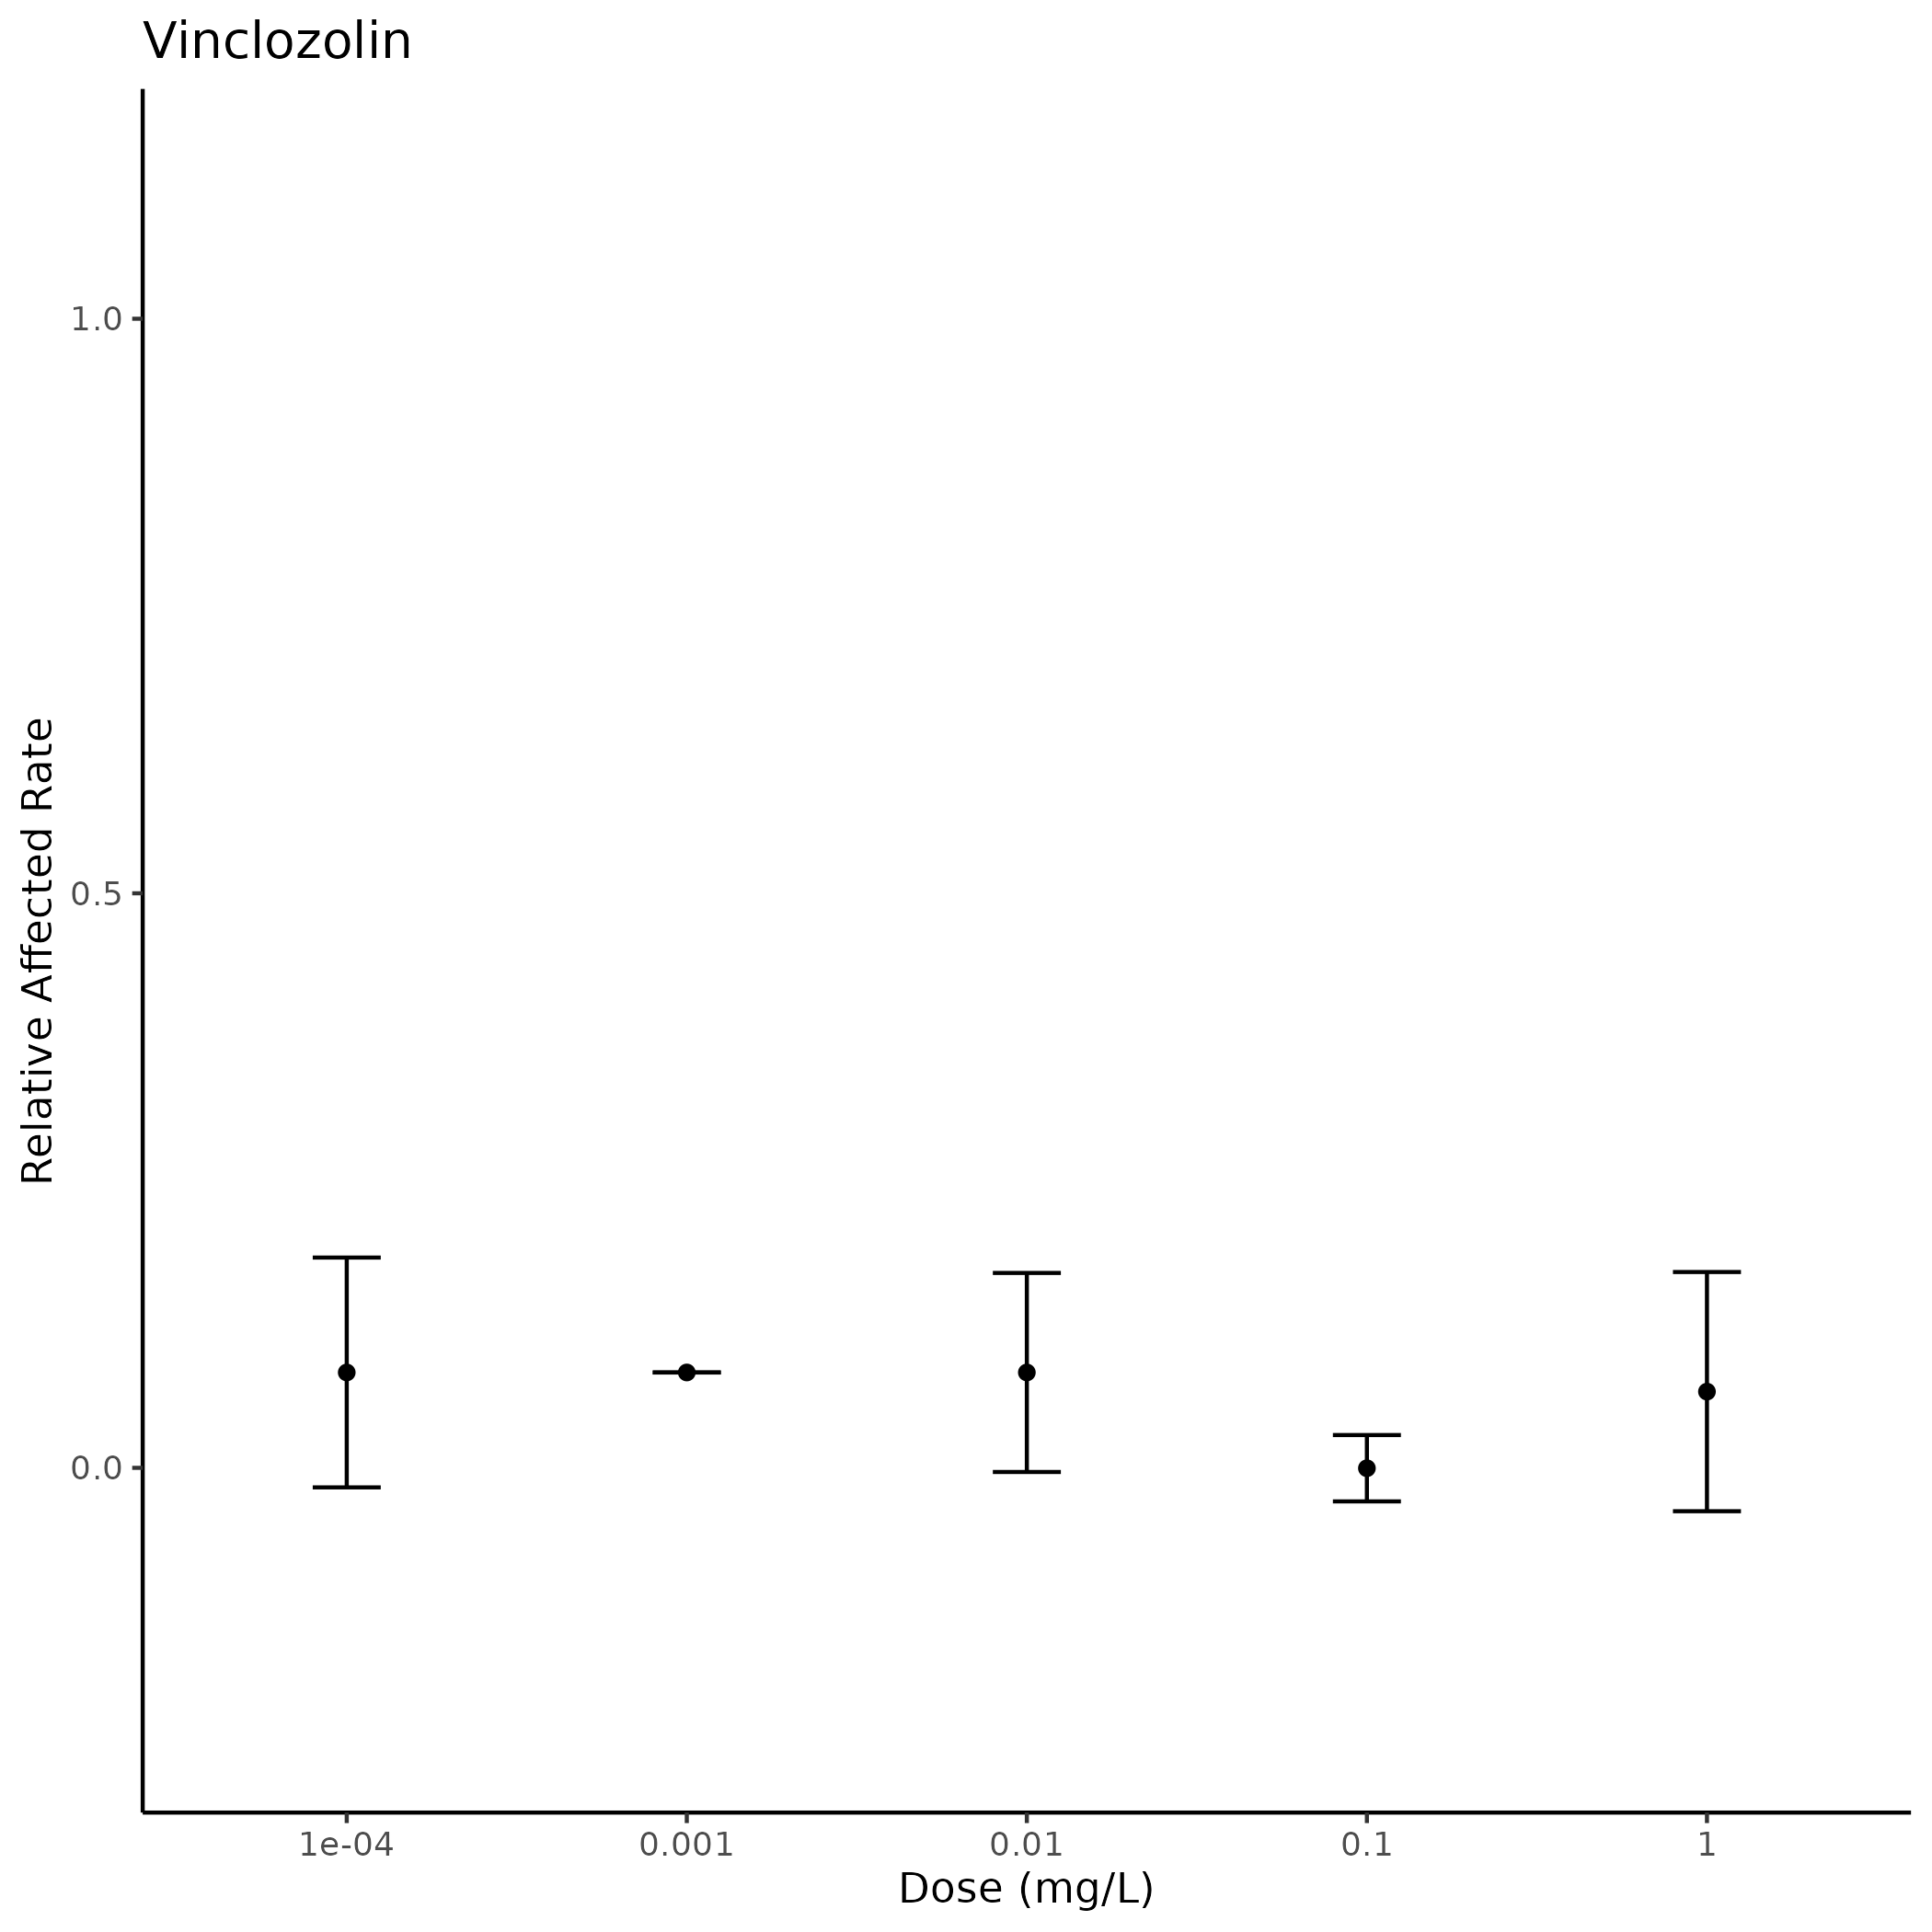 Vinclozolin
1.0
0.5
0.0
Relative Affected Rate
1e-04 0.001 0.01 0.1 1
Dose (mg/L)